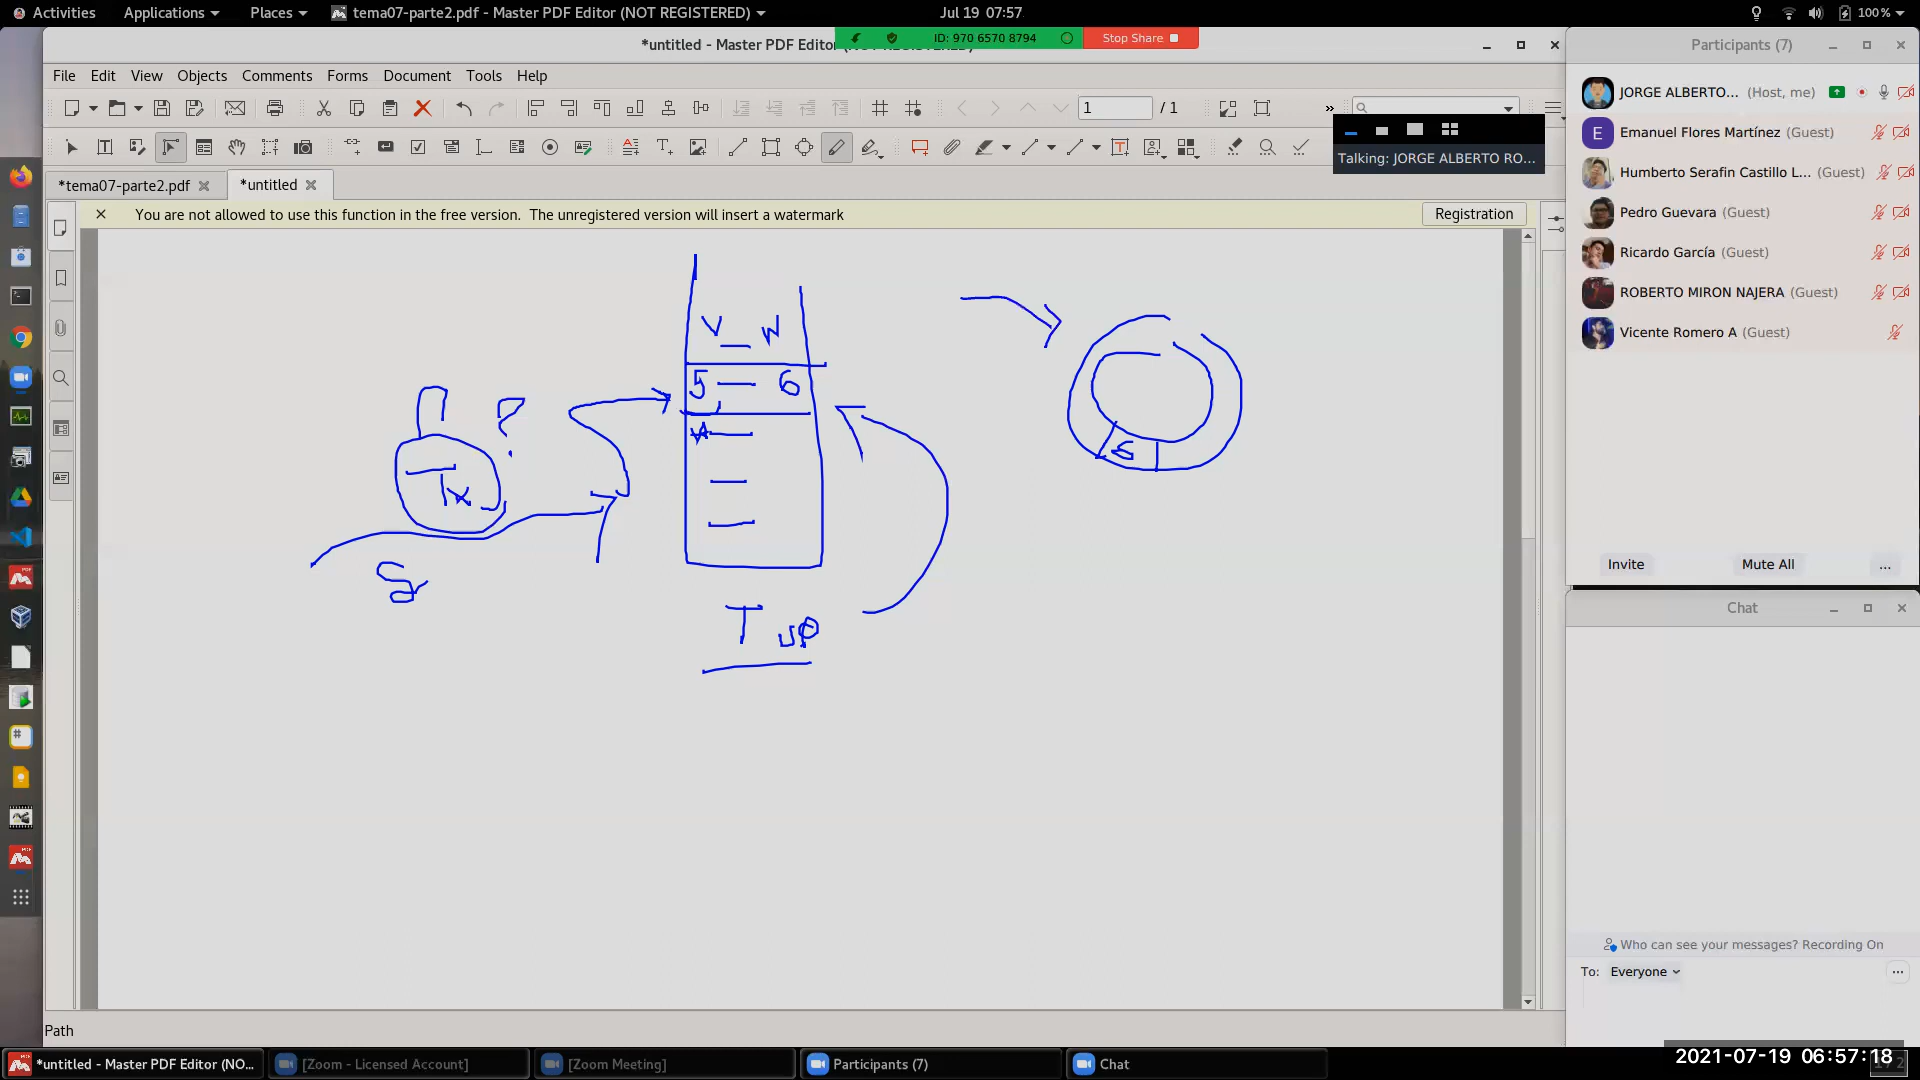 Activities Applications Places tema07-parte2.pdf - Master PDF Editor (NOT REGISTERED) Jul 19 07:57 100%
*untitled - Master PDF Editor
ID: 970 6570 8794 Stop Share
File Edit View Objects Comments Forms Document Tools Help
1 / 1
Talking: JORGE ALBERTO RO...
*tema07-parte2.pdf *untitled
You are not allowed to use this function in the free version. The unregistered version will insert a watermark Registration
V W
5 6
?
Tx
5
T
Path
Participants (7)
JORGE ALBERTO... (Host, me)
E Emanuel Flores Martínez (Guest)
Humberto Serafin Castillo L... (Guest)
Pedro Guevara (Guest)
Ricardo García (Guest)
ROBERTO MIRON NAJERA (Guest)
Vicente Romero A (Guest)
Invite Mute All ...
Chat
Who can see your messages? Recording On
To: Everyone
*untitled - Master PDF Editor (NO... [Zoom - Licensed Account] [Zoom Meeting] Participants (7) Chat
2021-07-19 06:57:18